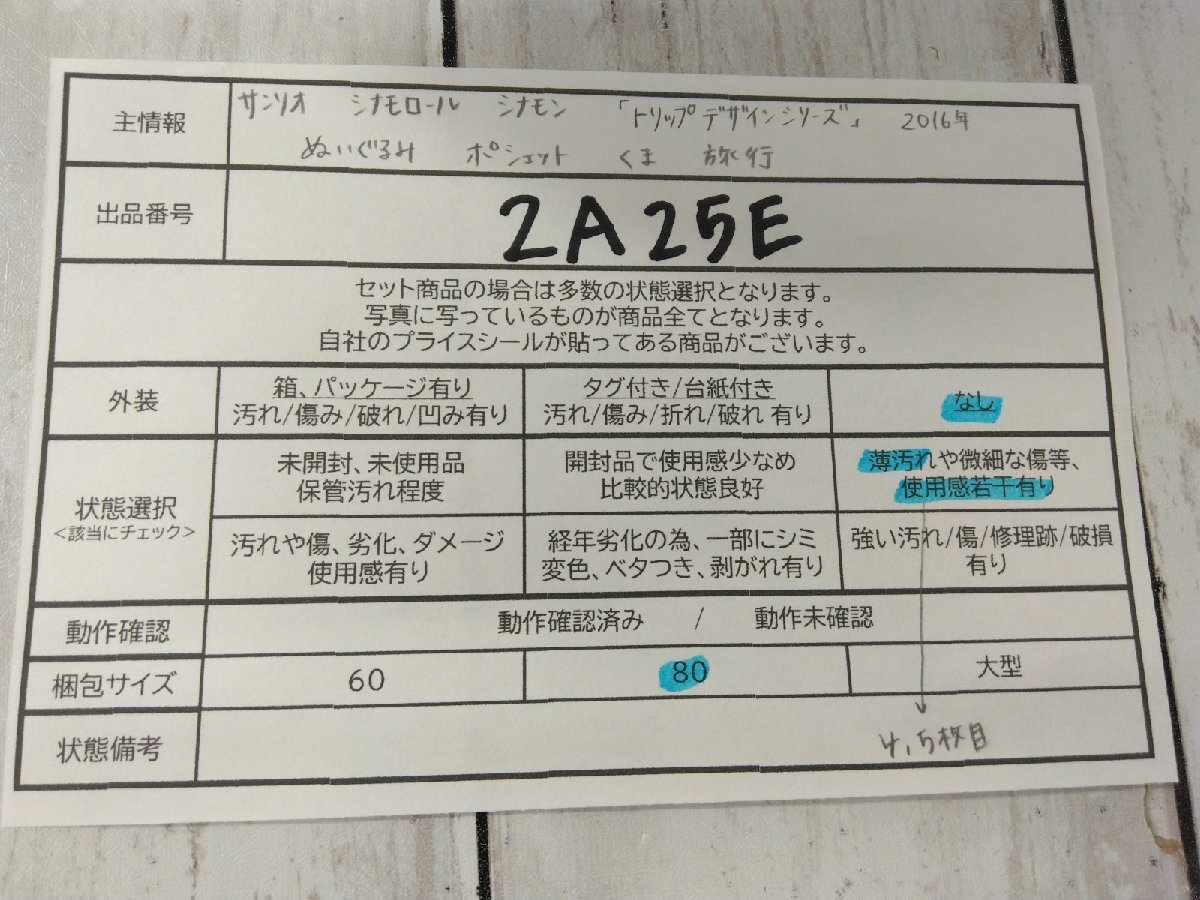 主情報
サンリオ シナモロール シナモン 「トリップデザインシリーズ」 2016年
ぬいぐるみ ポシェット くま 旅行
出品番号
2A25E
セット商品の場合は多数の状態選択となります。
写真に写っているものが商品全てとなります。
自社のプライスシールが貼ってある商品がございます。
外装
箱、パッケージ有り
汚れ/傷み/破れ/凹み有り
タグ付き/台紙付き
汚れ/傷み/折れ/破れ 有り
なし
状態選択
<該当にチェック>
未開封、未使用品
保管汚れ程度
開封品で使用感少なめ
比較的状態良好
薄汚れや微細な傷等、
使用感若干有り
汚れや傷、劣化、ダメージ
使用感有り
経年劣化の為、一部にシミ
変色、ベタつき、剥がれ有り
強い汚れ/傷/修理跡/破損
有り
動作確認
動作確認済み / 動作未確認
梱包サイズ
60
80
大型
状態備考
4,5枚目